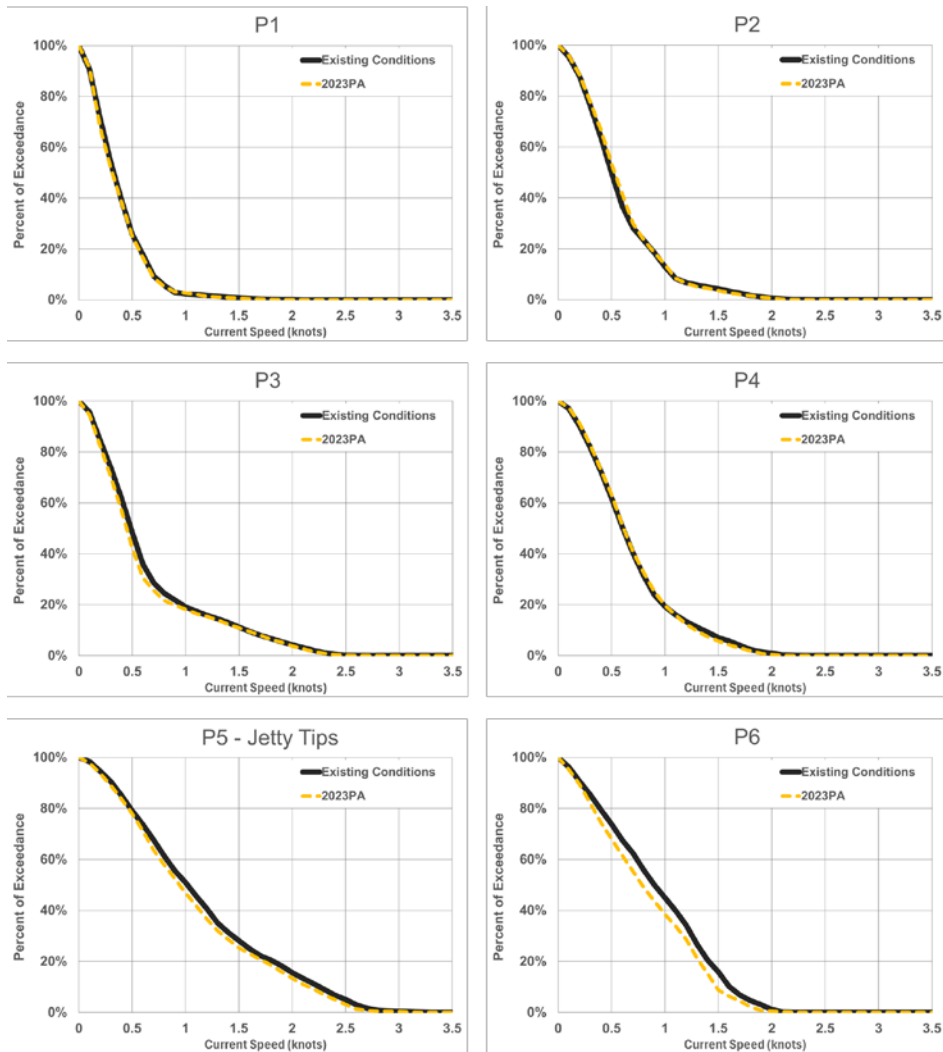 P1
100%
80%
60%
40%
20%
0%
Percent of Exceedance
Existing Conditions
2023PA
0 0.5 1 1.5 2 2.5 3 3.5
Current Speed (knots)
P2
100%
80%
60%
40%
20%
0%
Percent of Exceedance
Existing Conditions
2023PA
0 0.5 1 1.5 2 2.5 3 3.5
Current Speed (knots)
P3
100%
80%
60%
40%
20%
0%
Percent of Exceedance
Existing Conditions
2023PA
0 0.5 1 1.5 2 2.5 3 3.5
Current Speed (knots)
P4
100%
80%
60%
40%
20%
0%
Percent of Exceedance
Existing Conditions
2023PA
0 0.5 1 1.5 2 2.5 3 3.5
Current Speed (knots)
P5 - Jetty Tips
100%
80%
60%
40%
20%
0%
Percent of Exceedance
Existing Conditions
2023PA
0 0.5 1 1.5 2 2.5 3 3.5
Current Speed (knots)
P6
100%
80%
60%
40%
20%
0%
Percent of Exceedance
Existing Conditions
2023PA
0 0.5 1 1.5 2 2.5 3 3.5
Current Speed (knots)